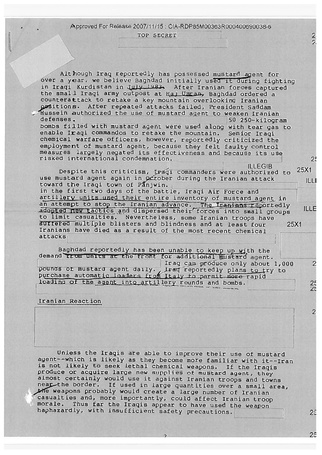 Approved For Release 2007/11/15 : CIA-RDP85M00363R000400690038-6
TOP SECRET
Although Iraq reportedly has possessed mustard agent for
over a year, we believe Baghdad initially used it during fighting
in Iraqi Kurdistan in July 1983. After Iranian forces captured
the small Iraqi army outpost at Haj Umran, Baghdad ordered a
counterattack to retake a key mountain overlooking Iranian
positions. After repeated attacks failed, President Saddam
Hussein authorized the use of mustard agent to weaken Iranian
defenses. 50 250-kilogram
bombs filled with mustard agent were used along with tear gas to
enable Iraqi commandos to retake the mountain. Senior Iraqi
chemical warfare officers, however, reportedly criticized the
employment of mustard agent, because they felt faulty control
measures largely negated its effectiveness and because its use
risked international condemnation.
ILLEGIB
Despite this criticism, Iraqi commanders were authorized to 25X1
use mustard agent again in October during the Iranian attack
toward the Iraqi town of Panjwin.
in the first two days of the battle, Iraqi Air Force and
artillery units used their entire inventory of mustard agent in
an attempt to stop the Iranian advance. The Iranians reportedly
adopted new tactics and dispersed their forces into small groups
to limit casualties. Nevertheless, some Iranian troops have
suffered multiple blisters and blindness and at least four 25X1
Iranians have died as a result of the most recent chemical
attacks
Baghdad reportedly has been unable to keep up with the
demand from units at the front for additional mustard agent.
Iraq can produce only about 1,000
pounds of mustard agent daily. Iraq reportedly plans to try to
purchase automatic loaders from Italy to permit more rapid
loading of the agent into artillery rounds and bombs.
Iranian Reaction
Unless the Iraqis are able to improve their use of mustard
agent--which is likely as they become more familiar with it--Iran
is not likely to seek lethal chemical weapons. If the Iraqis
produce or acquire large new supplies of mustard agent, they
almost certainly would use it against Iranian troops and towns
near the border. If used in large quantities over a small area,
the weapons probably would create a large number of Iranian
casualties and, more importantly, could affect Iranian troop
morale. Thus far the Iraqis appear to have used the weapon
haphazardly, with insufficient safety precautions.